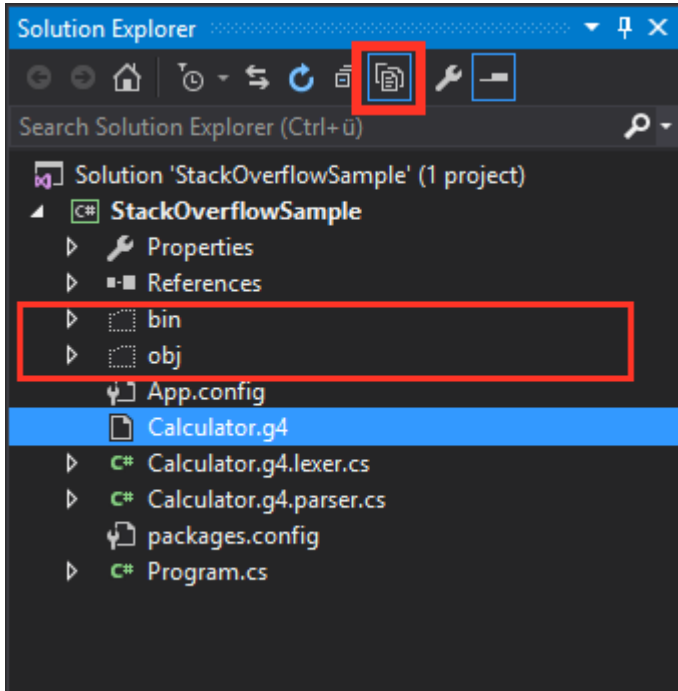 Solution Explorer
Search Solution Explorer (Ctrl+ü)
Solution 'StackOverflowSample' (1 project)
C# StackOverflowSample
Properties
References
bin
obj
App.config
Calculator.g4
C# Calculator.g4.lexer.cs
C# Calculator.g4.parser.cs
packages.config
C# Program.cs